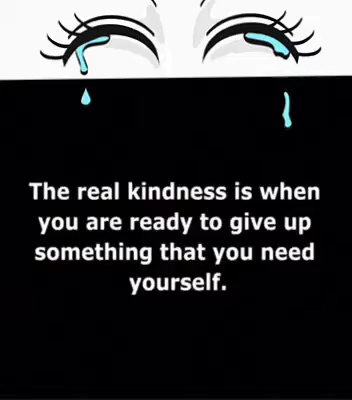 The real kindness is when
you are ready to give up
something that you need
yourself.